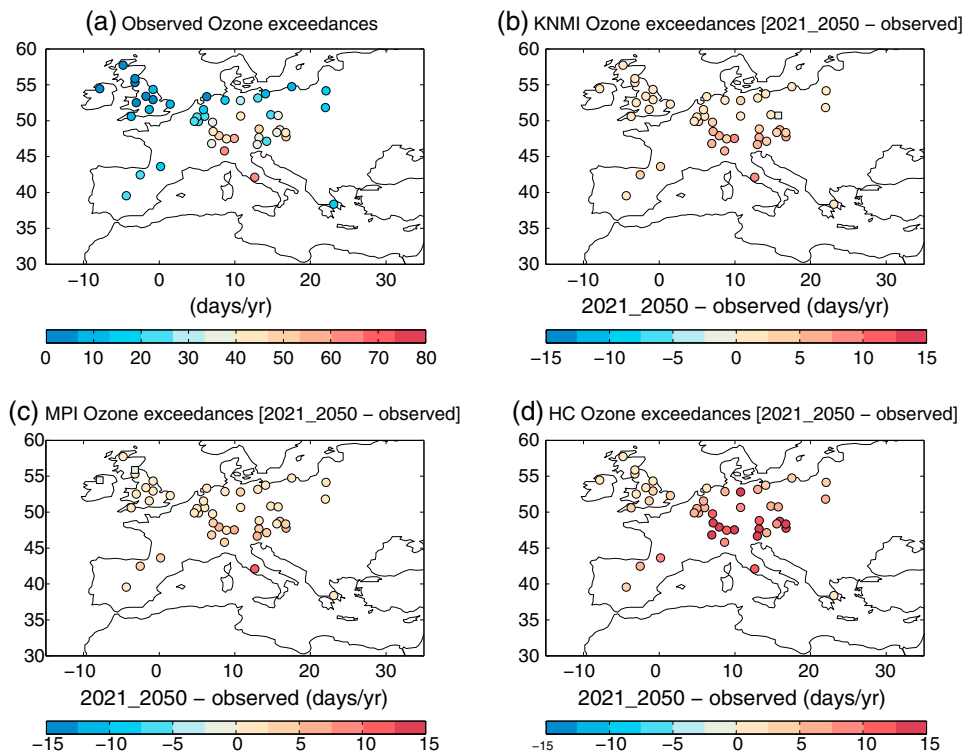 (a) Observed Ozone exceedances
60
55
50
45
40
35
30
−10 0 10 20 30
(days/yr)
0 10 20 30 40 50 60 70 80
(b) KNMI Ozone exceedances [2021_2050 − observed]
60
55
50
45
40
35
30
−10 0 10 20 30
2021_2050 − observed (days/yr)
−15 −10 −5 0 5 10 15
(c) MPI Ozone exceedances [2021_2050 − observed]
60
55
50
45
40
35
30
−10 0 10 20 30
2021_2050 − observed (days/yr)
−15 −10 −5 0 5 10 15
(d) HC Ozone exceedances [2021_2050 − observed]
60
55
50
45
40
35
30
−10 0 10 20 30
2021_2050 − observed (days/yr)
−15 −10 −5 0 5 10 15